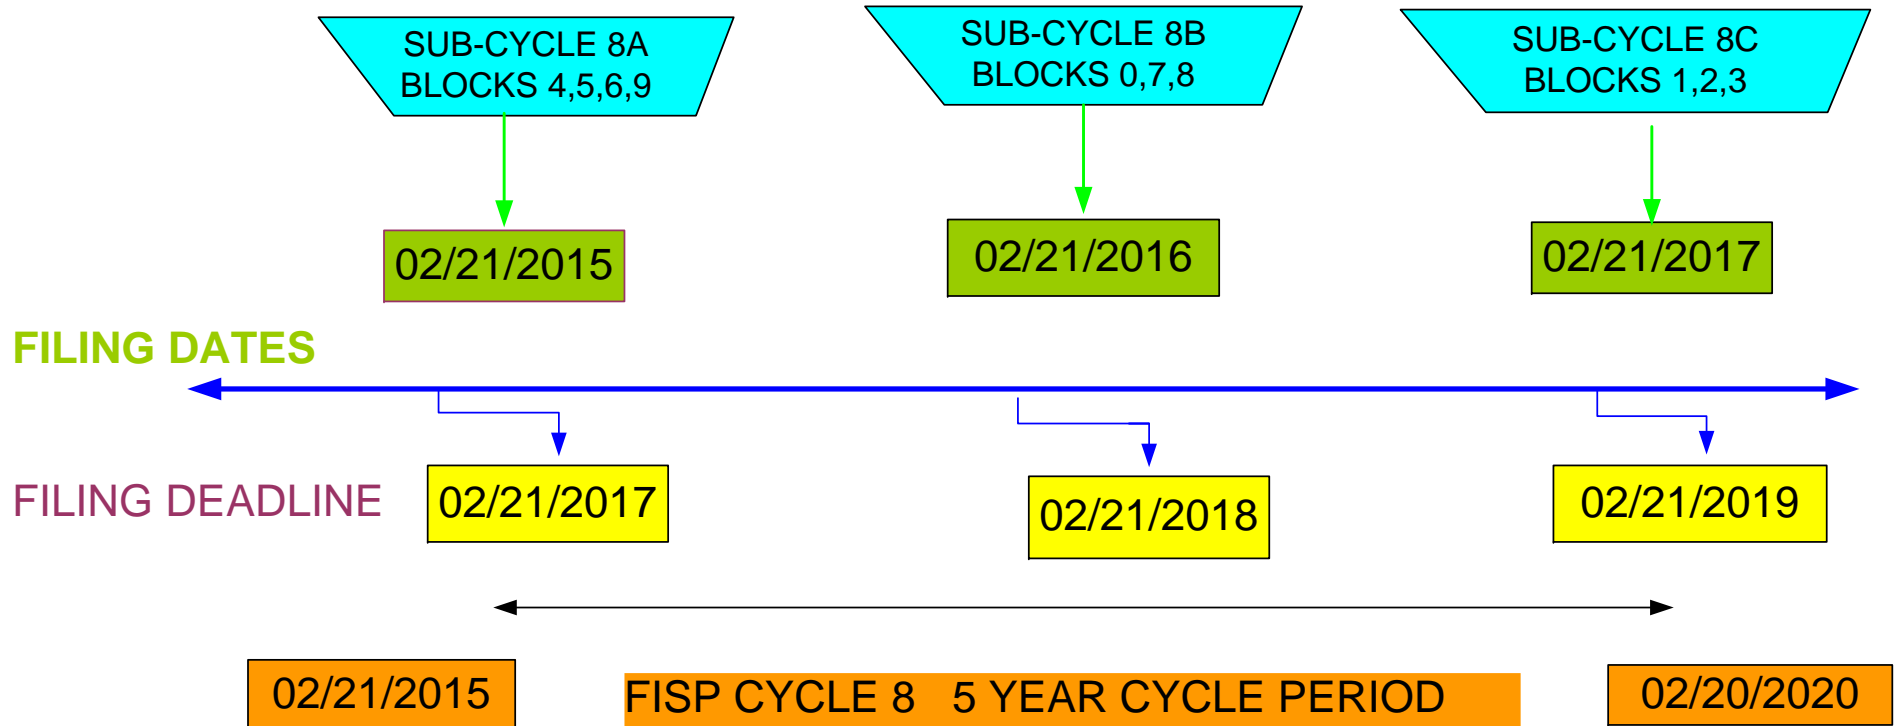 SUB-CYCLE 8A
BLOCKS 4,5,6,9
SUB-CYCLE 8B
BLOCKS 0,7,8
SUB-CYCLE 8C
BLOCKS 1,2,3
02/21/2015
02/21/2016
02/21/2017
FILING DATES
FILING DEADLINE
02/21/2017
02/21/2018
02/21/2019
02/21/2015
FISP CYCLE 8 5 YEAR CYCLE PERIOD
02/20/2020